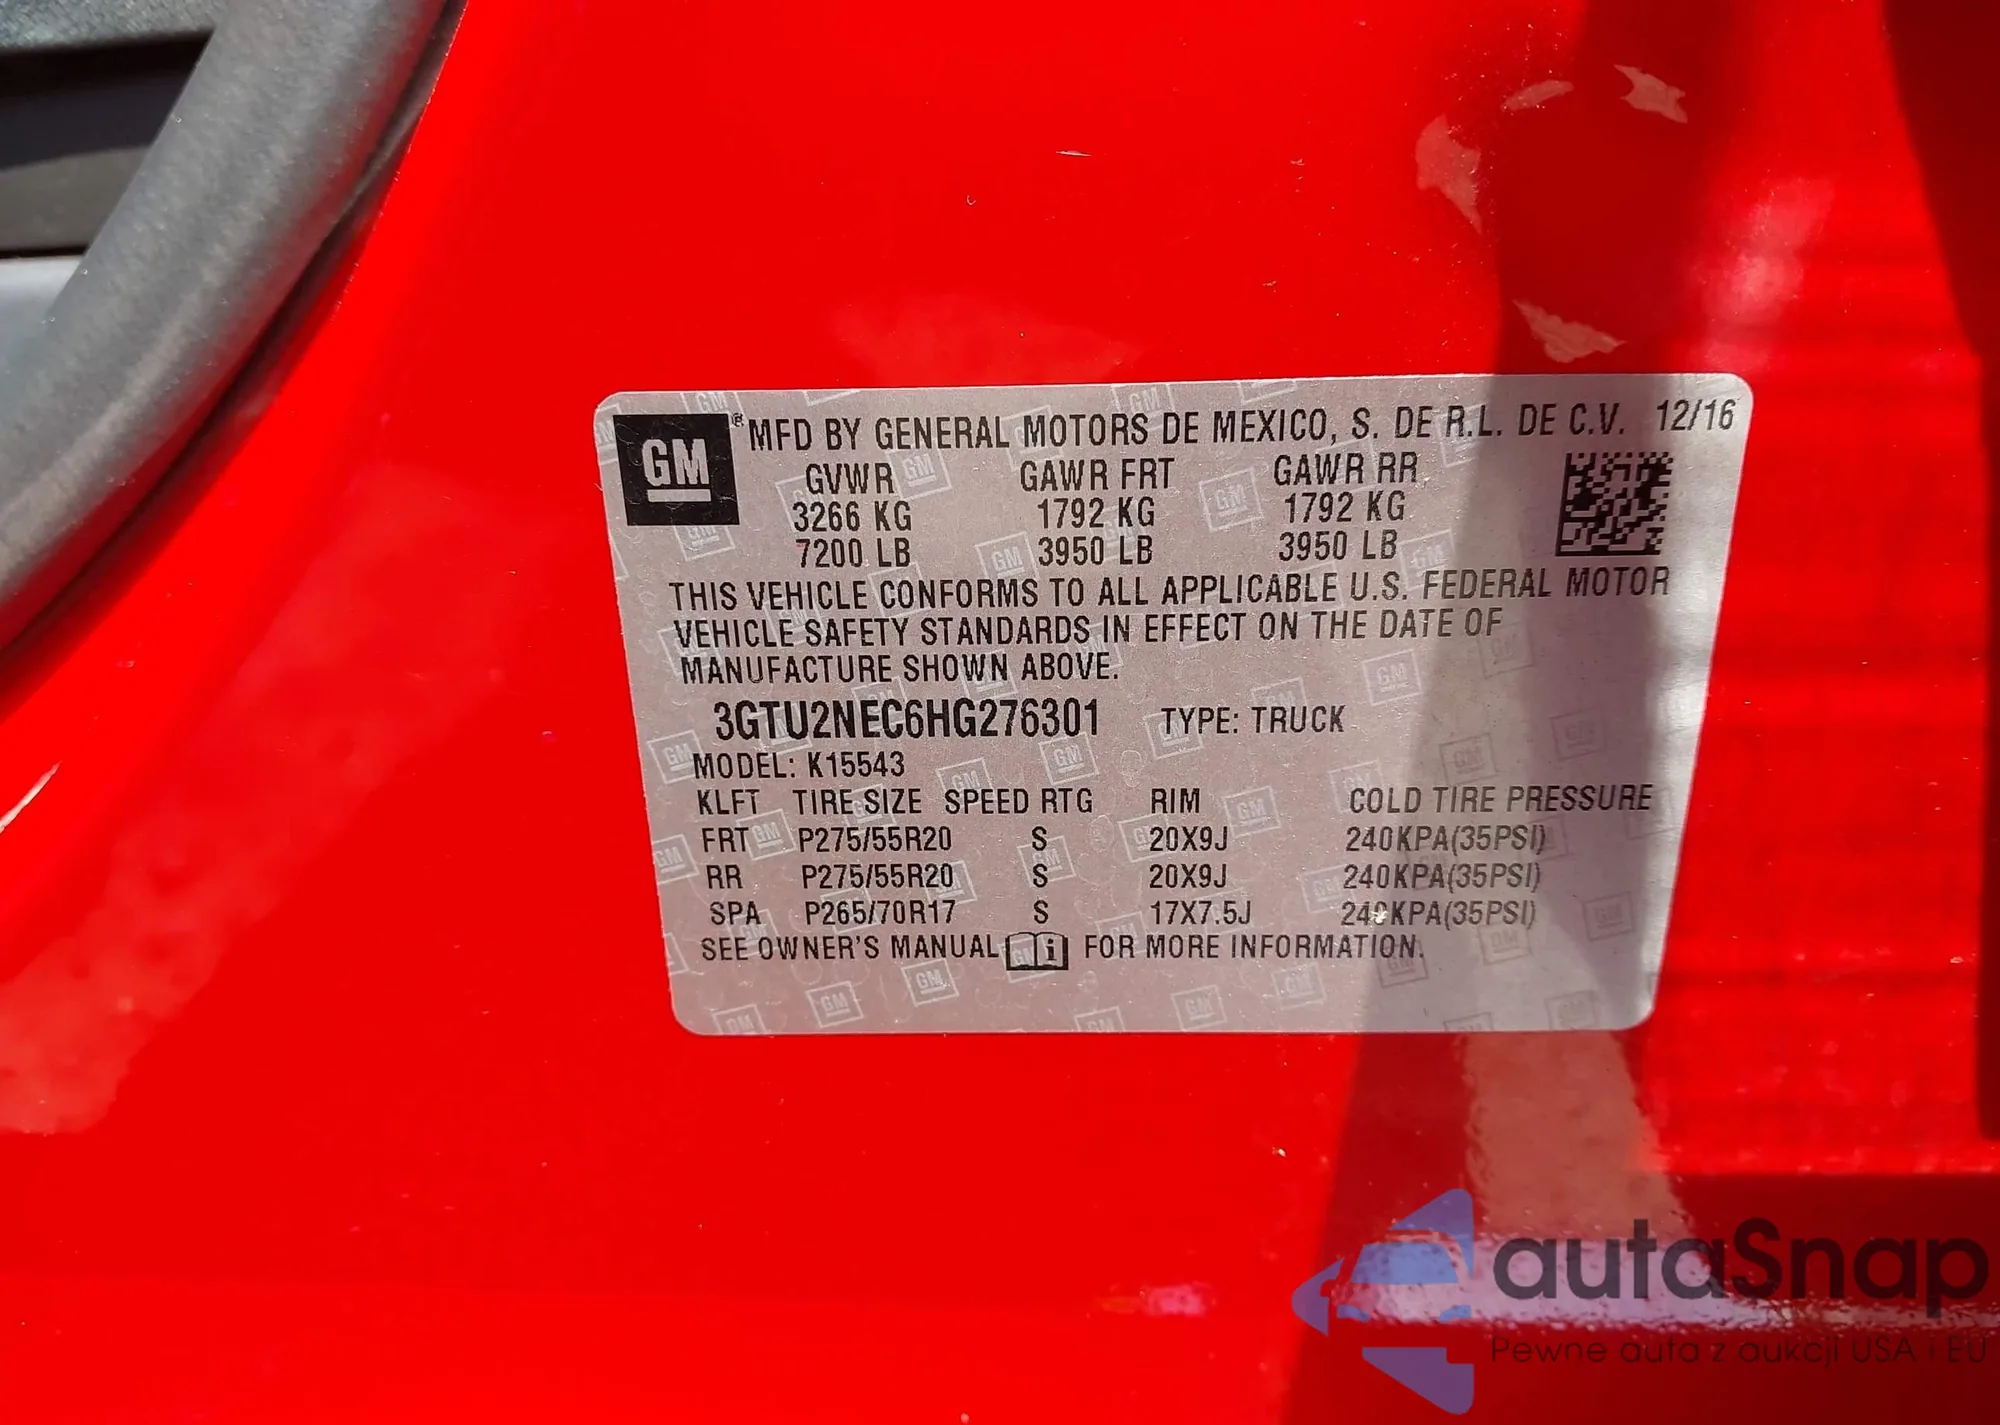 GM ® MFD BY GENERAL MOTORS DE MEXICO, S. DE R.L. DE C.V. 12/16
GVWR GAWR FRT GAWR RR
3266 KG 1792 KG 1792 KG
7200 LB 3950 LB 3950 LB
THIS VEHICLE CONFORMS TO ALL APPLICABLE U.S. FEDERAL MOTOR
VEHICLE SAFETY STANDARDS IN EFFECT ON THE DATE OF
MANUFACTURE SHOWN ABOVE.
3GTU2NEC6HG276301 TYPE: TRUCK
MODEL: K15543
KLFT TIRE SIZE SPEED RTG RIM COLD TIRE PRESSURE
FRT P275/55R20 S 20X9J 240KPA(35PSI)
RR P275/55R20 S 20X9J 240KPA(35PSI)
SPA P265/70R17 S 17X7.5J 240KPA(35PSI)
SEE OWNER'S MANUAL i FOR MORE INFORMATION.
autaSnap
Pewne auta z aukcji USA i EU